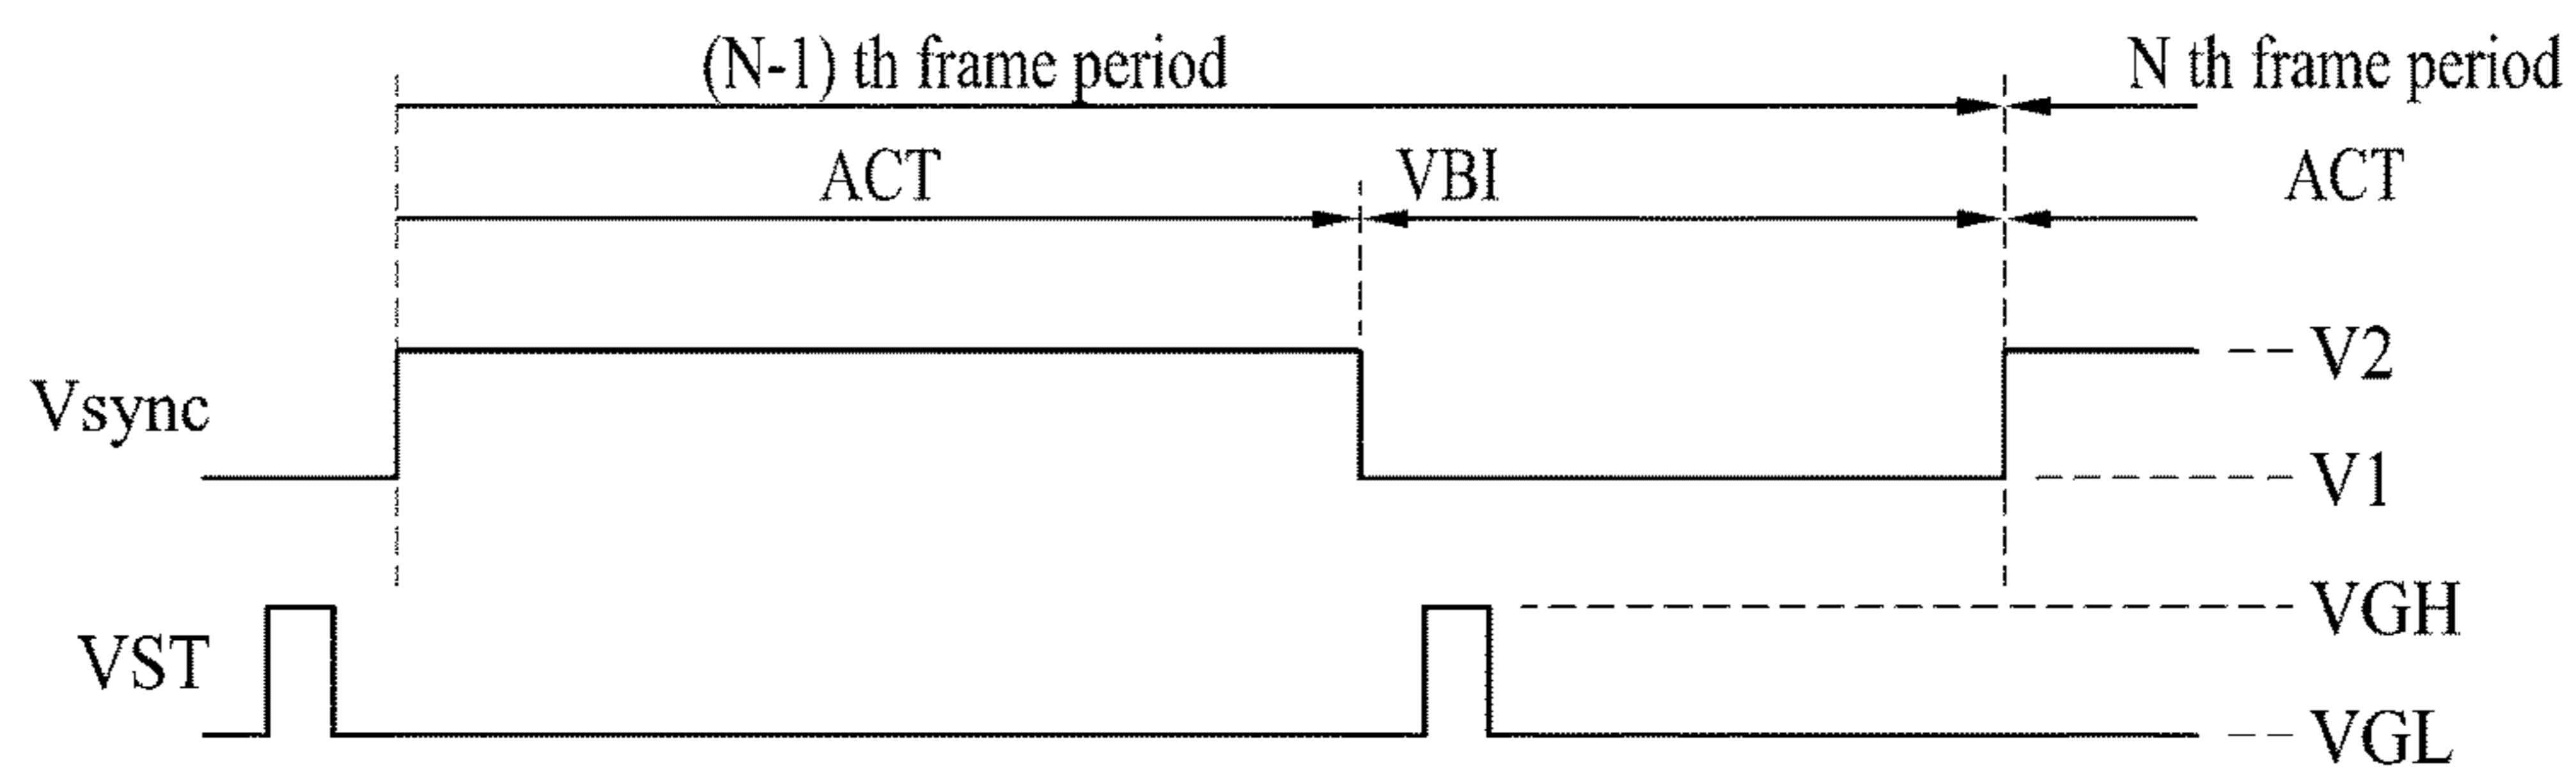 (N-1) th frame period
N th frame period
ACT
VBI
ACT
Vsync
V2
V1
VST
VGH
VGL